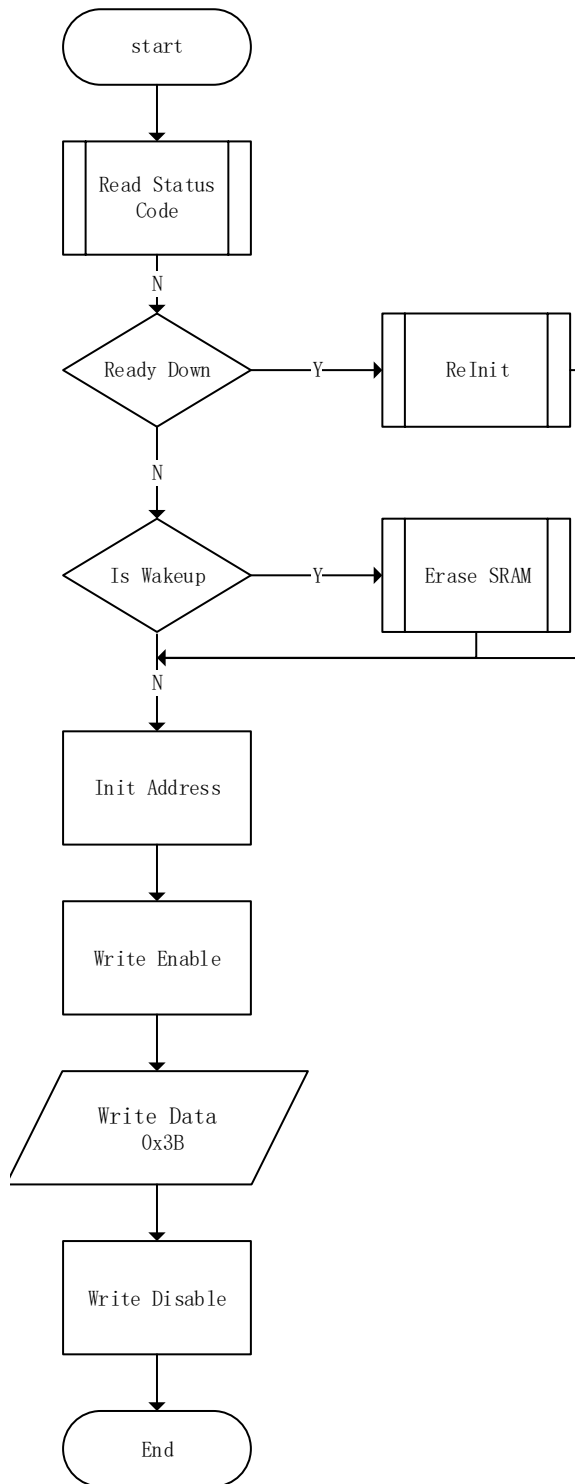 start
Read Status
Code
N
Ready Down
Y
ReInit
N
Is Wakeup
Y
Erase SRAM
N
Init Address
Write Enable
Write Data
0x3B
Write Disable
End